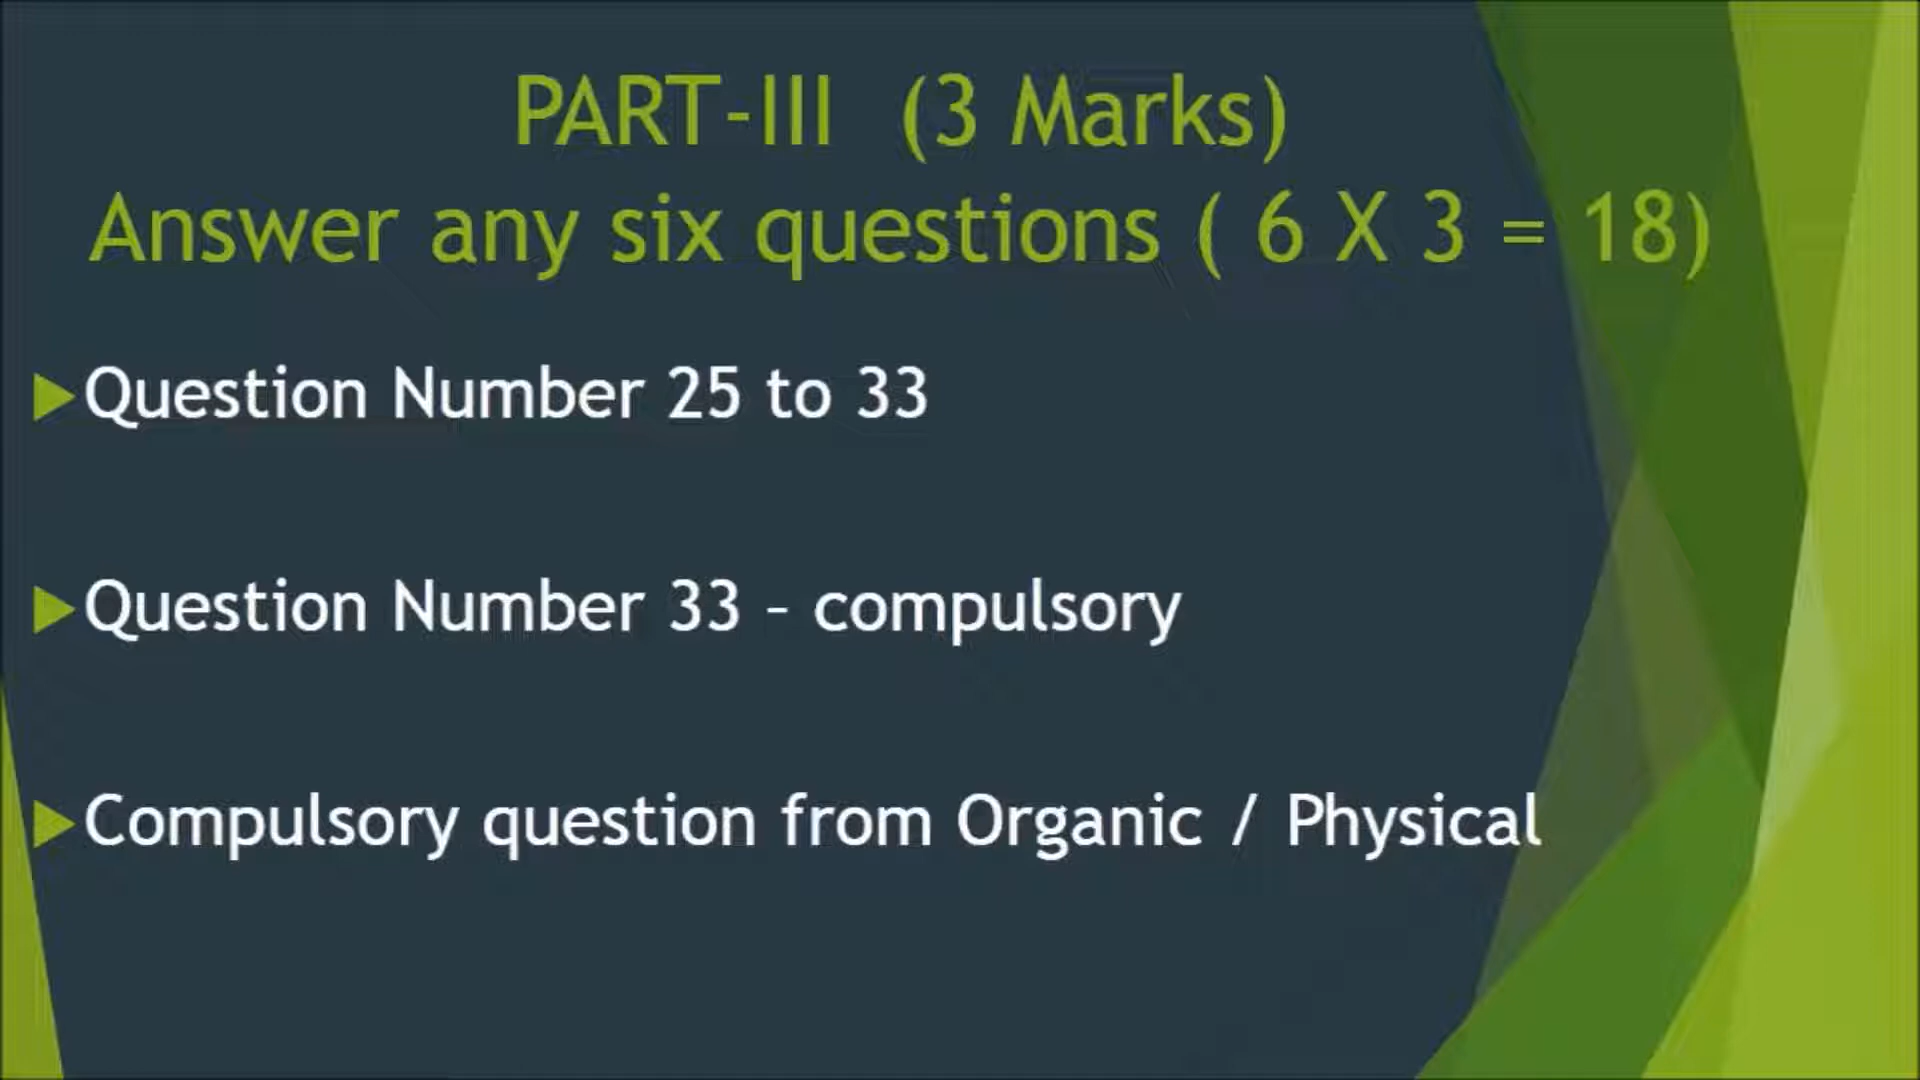 PART-III (3 Marks)
Answer any six questions ( 6 X 3 = 18)
Question Number 25 to 33
Question Number 33 – compulsory
Compulsory question from Organic / Physical